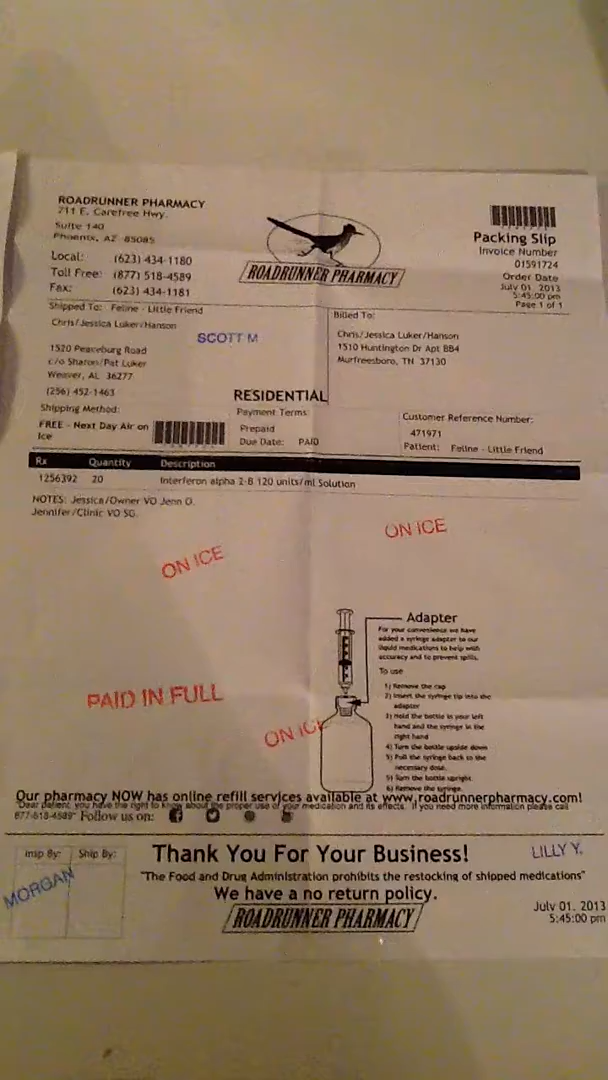 ROADRUNNER PHARMACY
711 E. Carefree Hwy.
Suite 140
Phoenix, AZ 85085
Local: (623) 434-1180
Toll Free: (877) 518-4589
Fax: (623) 434-1181
ROADRUNNER PHARMACY
Packing Slip
Invoice Number
01591724
Order Date
July 01, 2013
5:45:00 pm
Page 1 of 1
Shipped To: Feline - Little Friend
Chris/Jessica Luker/Hanson
SCOTT M
1520 Peaceburg Road
c/o Sharon/Pat Luker
Weaver, AL 36277
(256) 452-1463
Billed To:
Chris/Jessica Luker/Hanson
1510 Huntington Dr Apt BB4
Murfreesboro, TN 37130
RESIDENTIAL
Shipping Method:
FREE - Next Day Air on
Ice
Payment Terms
Prepaid
Due Date: PAID
Customer Reference Number:
471971
Patient: Feline - Little Friend
Rx Quantity Description
1256392 20 Interferon alpha 2-B 120 units/ml Solution
NOTES: Jessica/Owner VO Jenn O.
Jennifer/Clinic VO SG.
ON ICE
ON ICE
PAID IN FULL
ON ICE
Adapter
For your convenience we have
added a syringe adapter to our
liquid medications to help with
accuracy and to prevent spills.
To use
1) Remove the cap
2) Insert the syringe tip into the
adapter
3) Hold the bottle in your left
hand and the syringe in the
right hand
4) Turn the bottle upside down
5) Pull the syringe back to the
necessary dose.
5) Turn the bottle upright
6) Remove the syringe.
Our pharmacy NOW has online refill services available at www.roadrunnerpharmacy.com!
"Dear patient, you have the right to know about the proper use of your medication and its effects. If you need more information please call
877-518-4589" Follow us on:
Insp By: Ship By:
MORGAN
Thank You For Your Business!
LILLY Y.
"The Food and Drug Administration prohibits the restocking of shipped medications"
We have a no return policy.
ROADRUNNER PHARMACY
July 01, 2013
5:45:00 pm